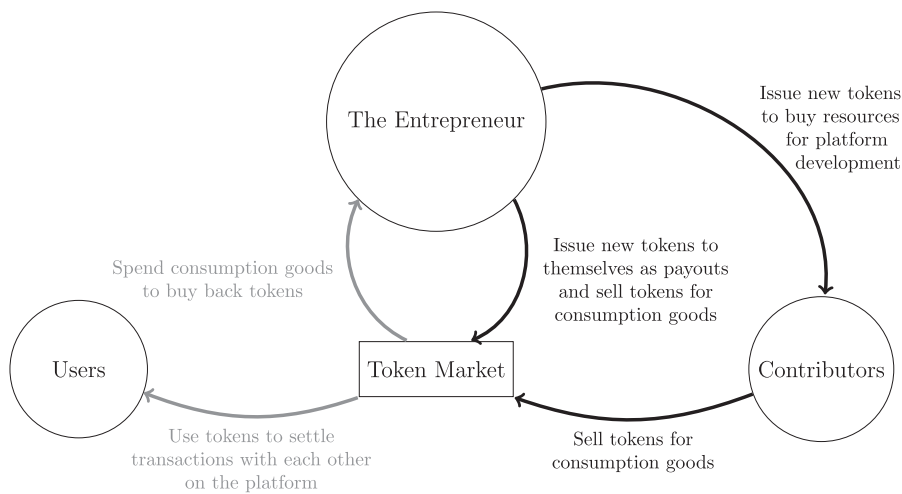 The Entrepreneur
Issue new tokens
to buy resources
for platform
development
Spend consumption goods
to buy back tokens
Issue new tokens to
themselves as payouts
and sell tokens for
consumption goods
Users
Token Market
Contributors
Use tokens to settle
transactions with each other
on the platform
Sell tokens for
consumption goods